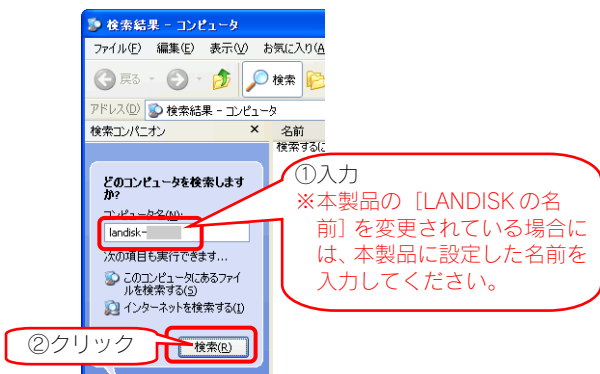 検索結果 - コンピュータ
ファイル(F) 編集(E) 表示(V) お気に入り(A
戻る 検索
アドレス(D) 検索結果 - コンピュータ
検索コンパニオン × 名前
検索する
どのコンピュータを検索します
か?
コンピュータ名(N):
landisk-
次の項目も実行できます...
このコンピュータにあるファイ
ルを検索する(S)
インターネットを検索する(I)
検索(R)
①入力
※本製品の［LANDISK の名
前］を変更されている場合に
は、本製品に設定した名前を
入力してください。
②クリック